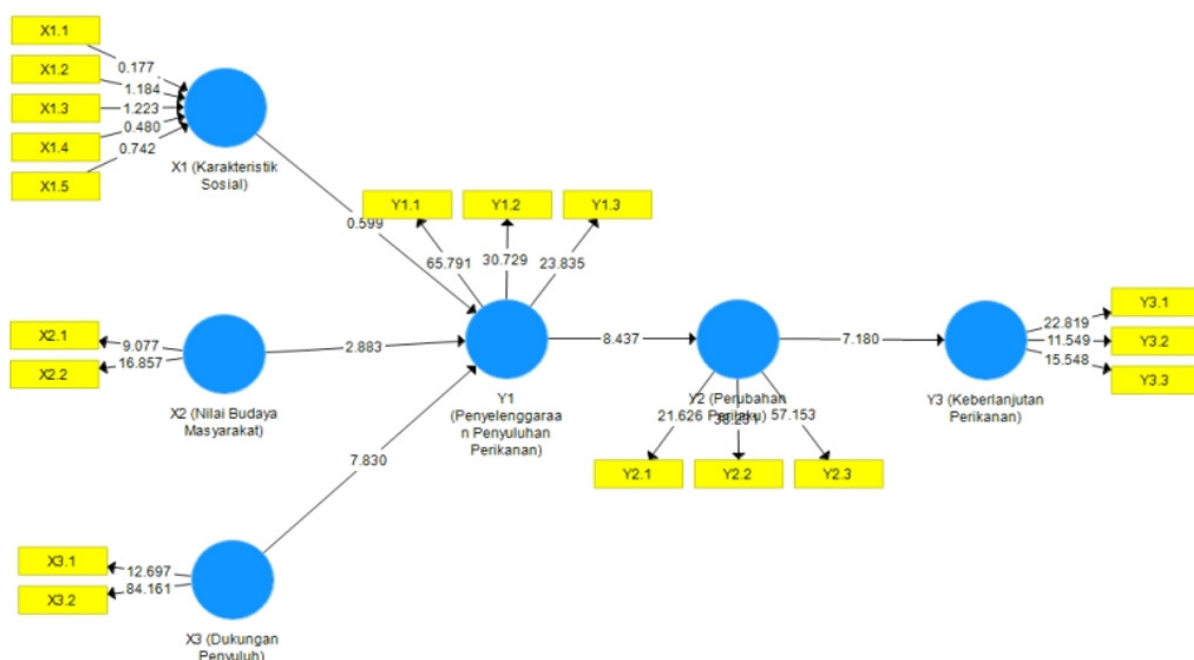 X1.1
X1.2
X1.3
X1.4
X1.5
0.177
1.184
1.223
0.480
0.742
X1 (Karakteristik
Sosial)
0.599
Y1.1
Y1.2
Y1.3
65.791
30.729
23.835
X2.1
X2.2
9.077
16.857
X2 (Nilai Budaya
Masyarakat)
2.883
Y1
(Penyelenggaraa
n Penyuluhan
Perikanan)
8.437
Y2 (Perubahan
Perilaku)
21.626
57.153
Y2.1
Y2.2
Y2.3
7.180
Y3 (Keberlanjutan
Perikanan)
22.819
11.549
15.548
Y3.1
Y3.2
Y3.3
7.830
X3.1
X3.2
12.697
84.161
X3 (Dukungan
Penyuluh)